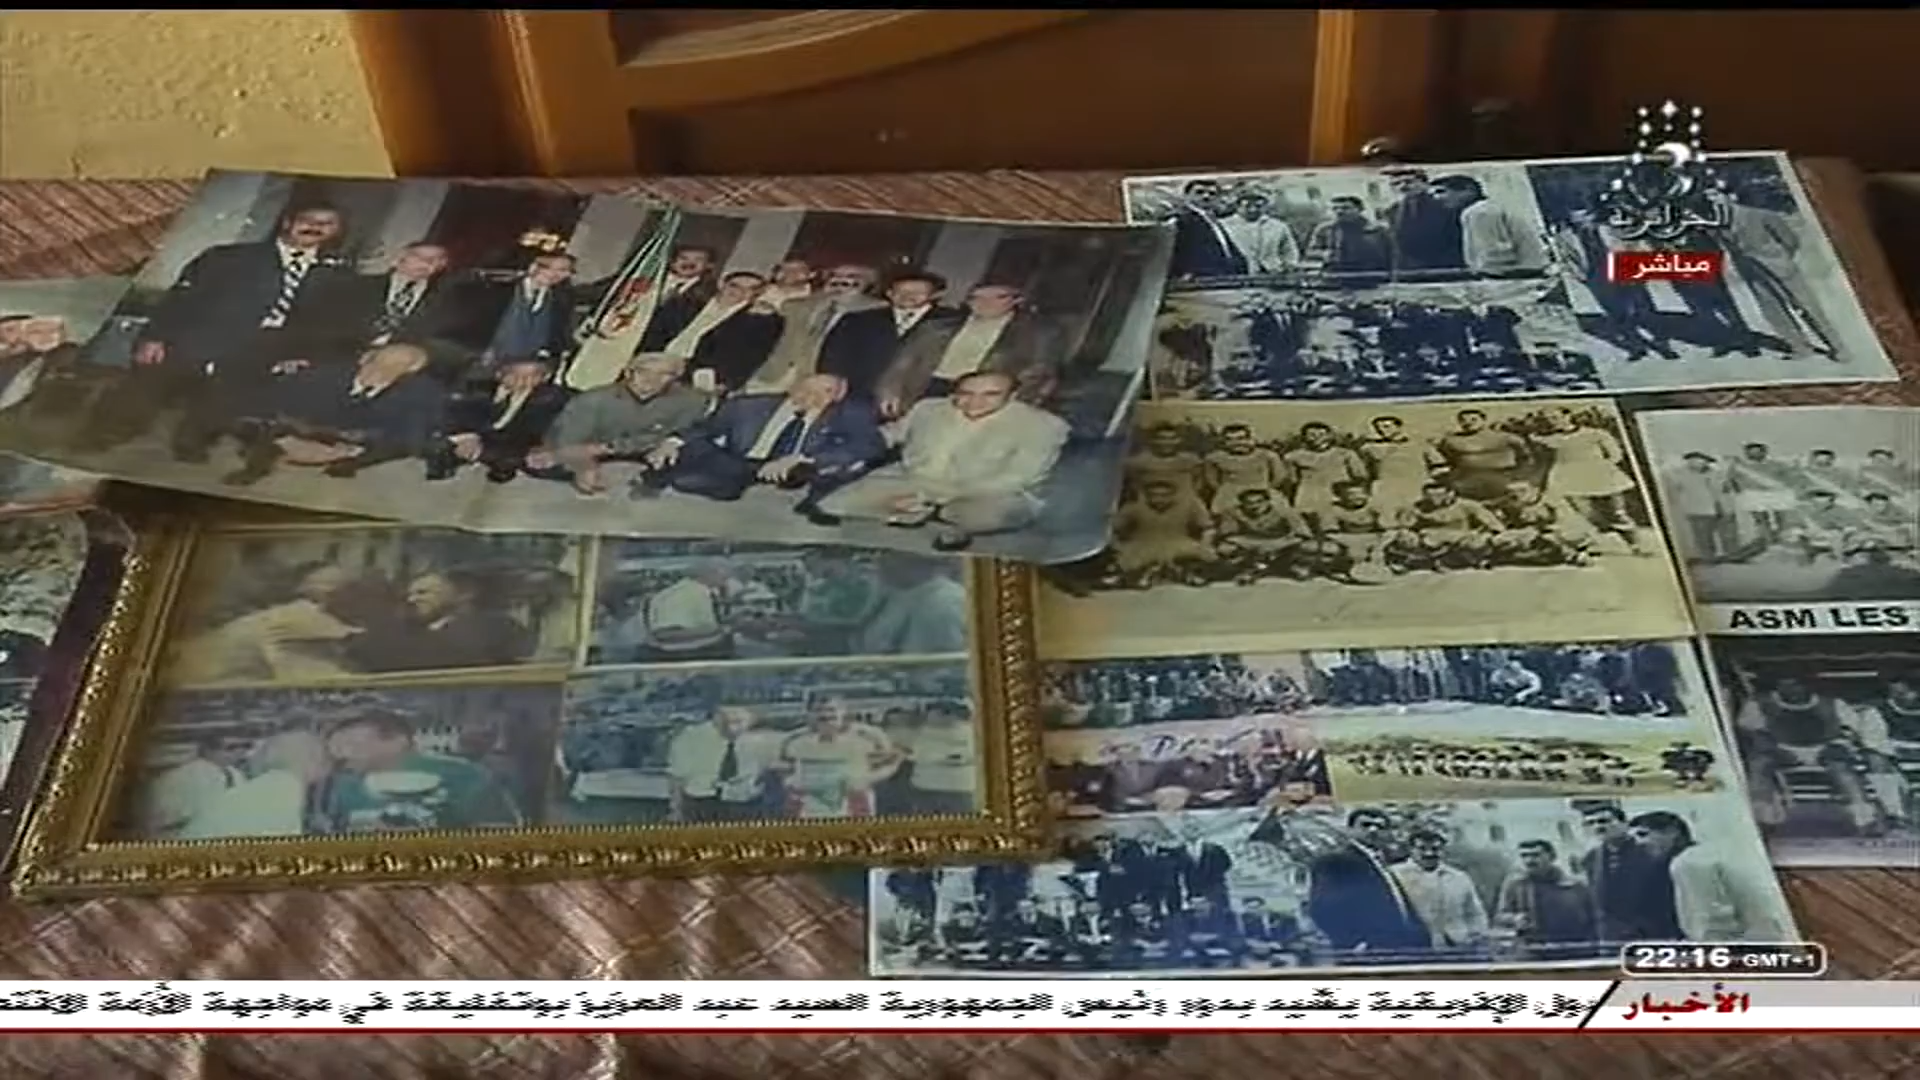 الجزائرية
مباشر
ASM LES
22:16 GMT+1
الأخبار
ول الإفريقية يشيد بدور رئيس الجمهورية السيد عبد العزيز بوتفليقة في مواجهة الأزمة